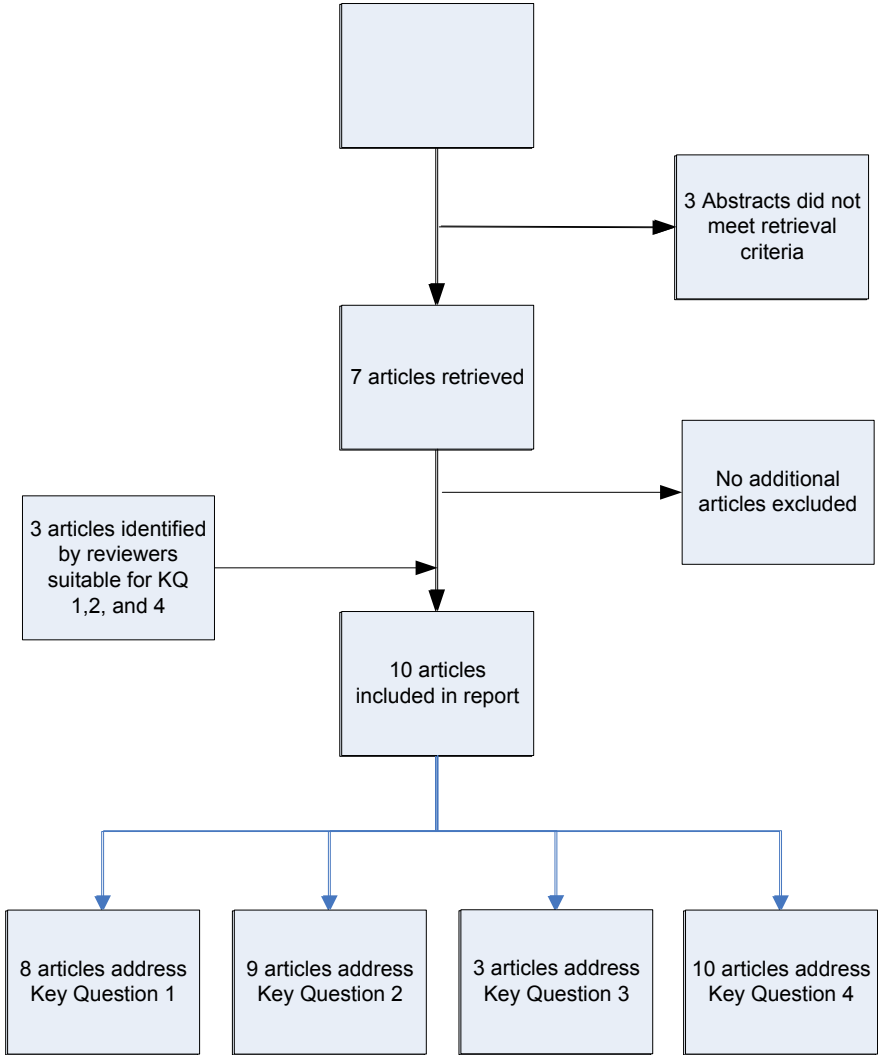 3 Abstracts did not
meet retrieval
criteria
7 articles retrieved
No additional
articles excluded
3 articles identified
by reviewers
suitable for KQ
1,2, and 4
10 articles
included in report
8 articles address
Key Question 1
9 articles address
Key Question 2
3 articles address
Key Question 3
10 articles address
Key Question 4